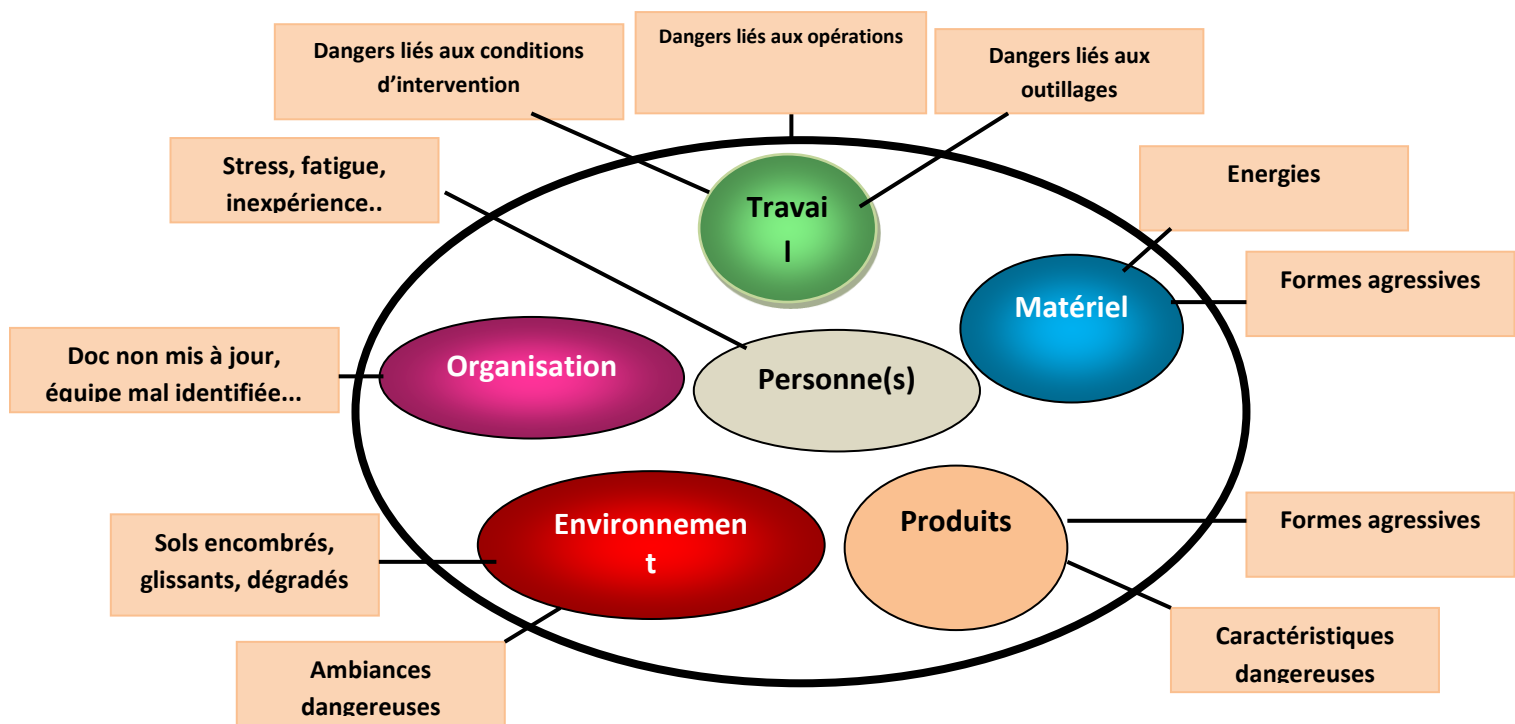 Dangers liés aux conditions
d’intervention
Dangers liés aux opérations
Dangers liés aux
outillages
Stress, fatigue,
inexpérience..
Energies
Travai
l
Formes agressives
Matériel
Doc non mis à jour,
équipe mal identifiée...
Organisation
Personne(s)
Environnemen
t
Produits
Formes agressives
Sols encombrés,
glissants, dégradés
Ambiances
dangereuses
Caractéristiques
dangereuses